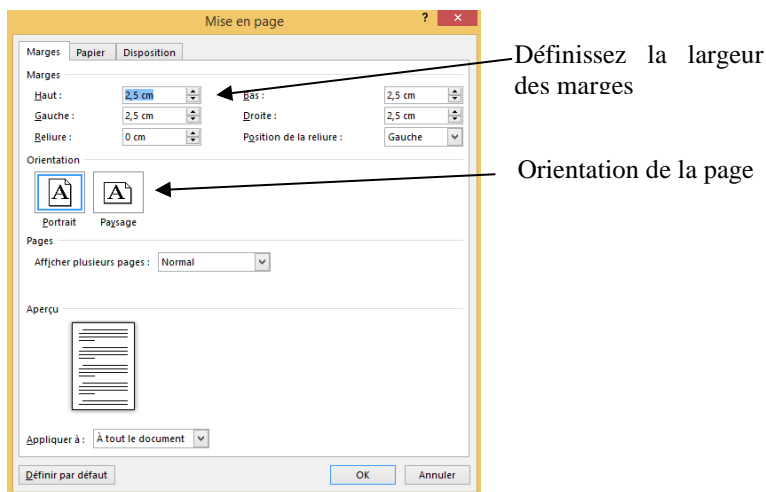 Mise en page
? ×
Marges Papier Disposition
Marges
Haut : 2,5 cm Bas : 2,5 cm
Gauche : 2,5 cm Droite : 2,5 cm
Reliure : 0 cm Position de la reliure : Gauche
Orientation
A A
Portrait Paysage
Pages
Afficher plusieurs pages : Normal
Aperçu
Appliquer à : À tout le document
Définir par défaut OK Annuler
Définissez la largeur
des marges
Orientation de la page